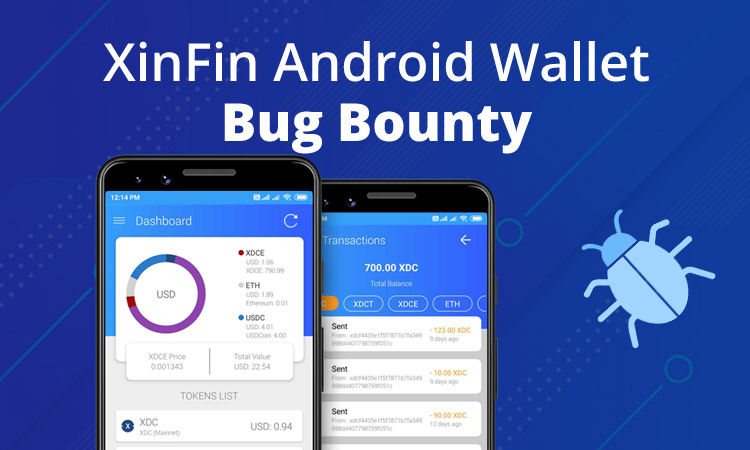 XinFin Android Wallet
Bug Bounty
12:14 PM
Dashboard
USD
XDCE
USD: 1.06
XDCE: 790.99
ETH
USD: 1.89
Ethereum: 0.01
USDC
USD: 4.01
USDCoin: 4.00
XDCE Price
0.001343
Total Value
USD: 22.54
TOKENS LIST
XDC
XDC (Mainnet)
USD: 0.94
Transactions
700.00 XDC
Total Balance
XDCT
XDCE
ETH
Sent
- 123.00 XDC
From : xdcf4435e1f5f7871b7fa349
698dd407798759f051c
9 days ago
Sent
- 10.00 XDC
From : xdcf4435e1f5f7871b7fa349
698dd407798759f051c
9 days ago
Sent
- 90.00 XDC
From : xdcf4435e1f5f7871b7fa349
698dd407798759f051c
12 days ago